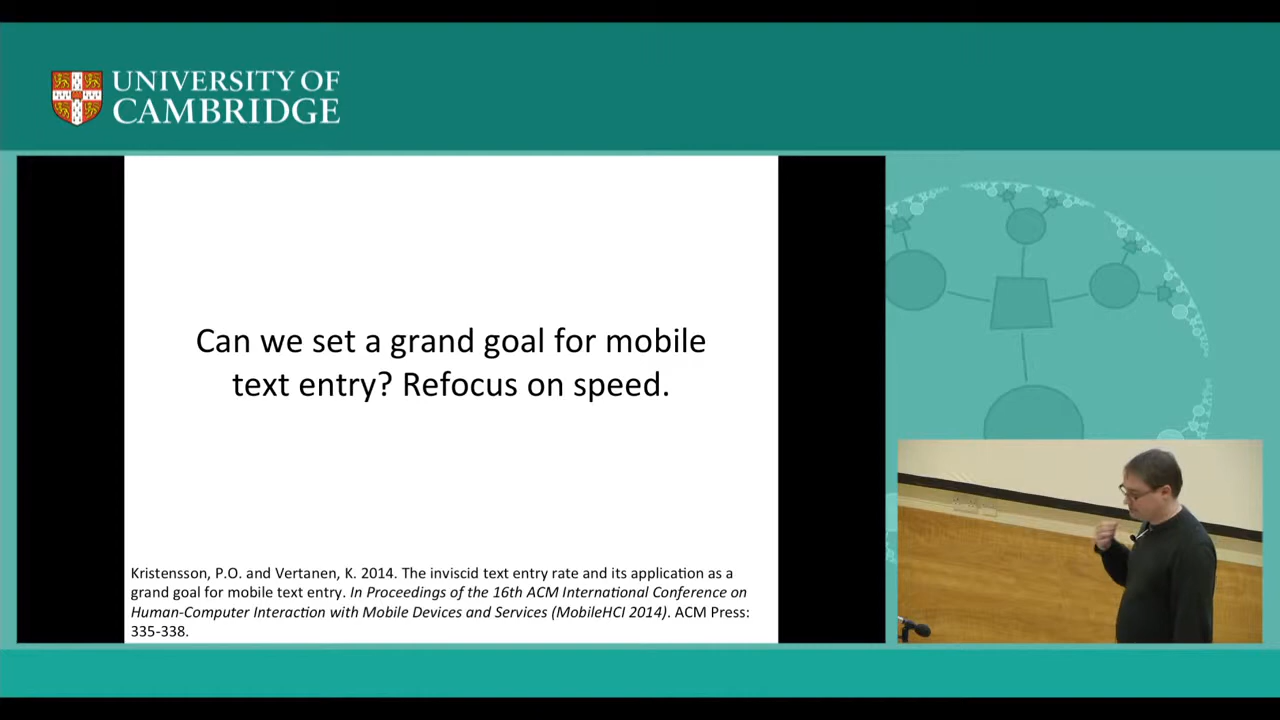 UNIVERSITY OF
CAMBRIDGE
Can we set a grand goal for mobile
text entry? Refocus on speed.
Kristensson, P.O. and Vertanen, K. 2014. The inviscid text entry rate and its application as a
grand goal for mobile text entry. In Proceedings of the 16th ACM International Conference on
Human-Computer Interaction with Mobile Devices and Services (MobileHCI 2014). ACM Press:
335-338.